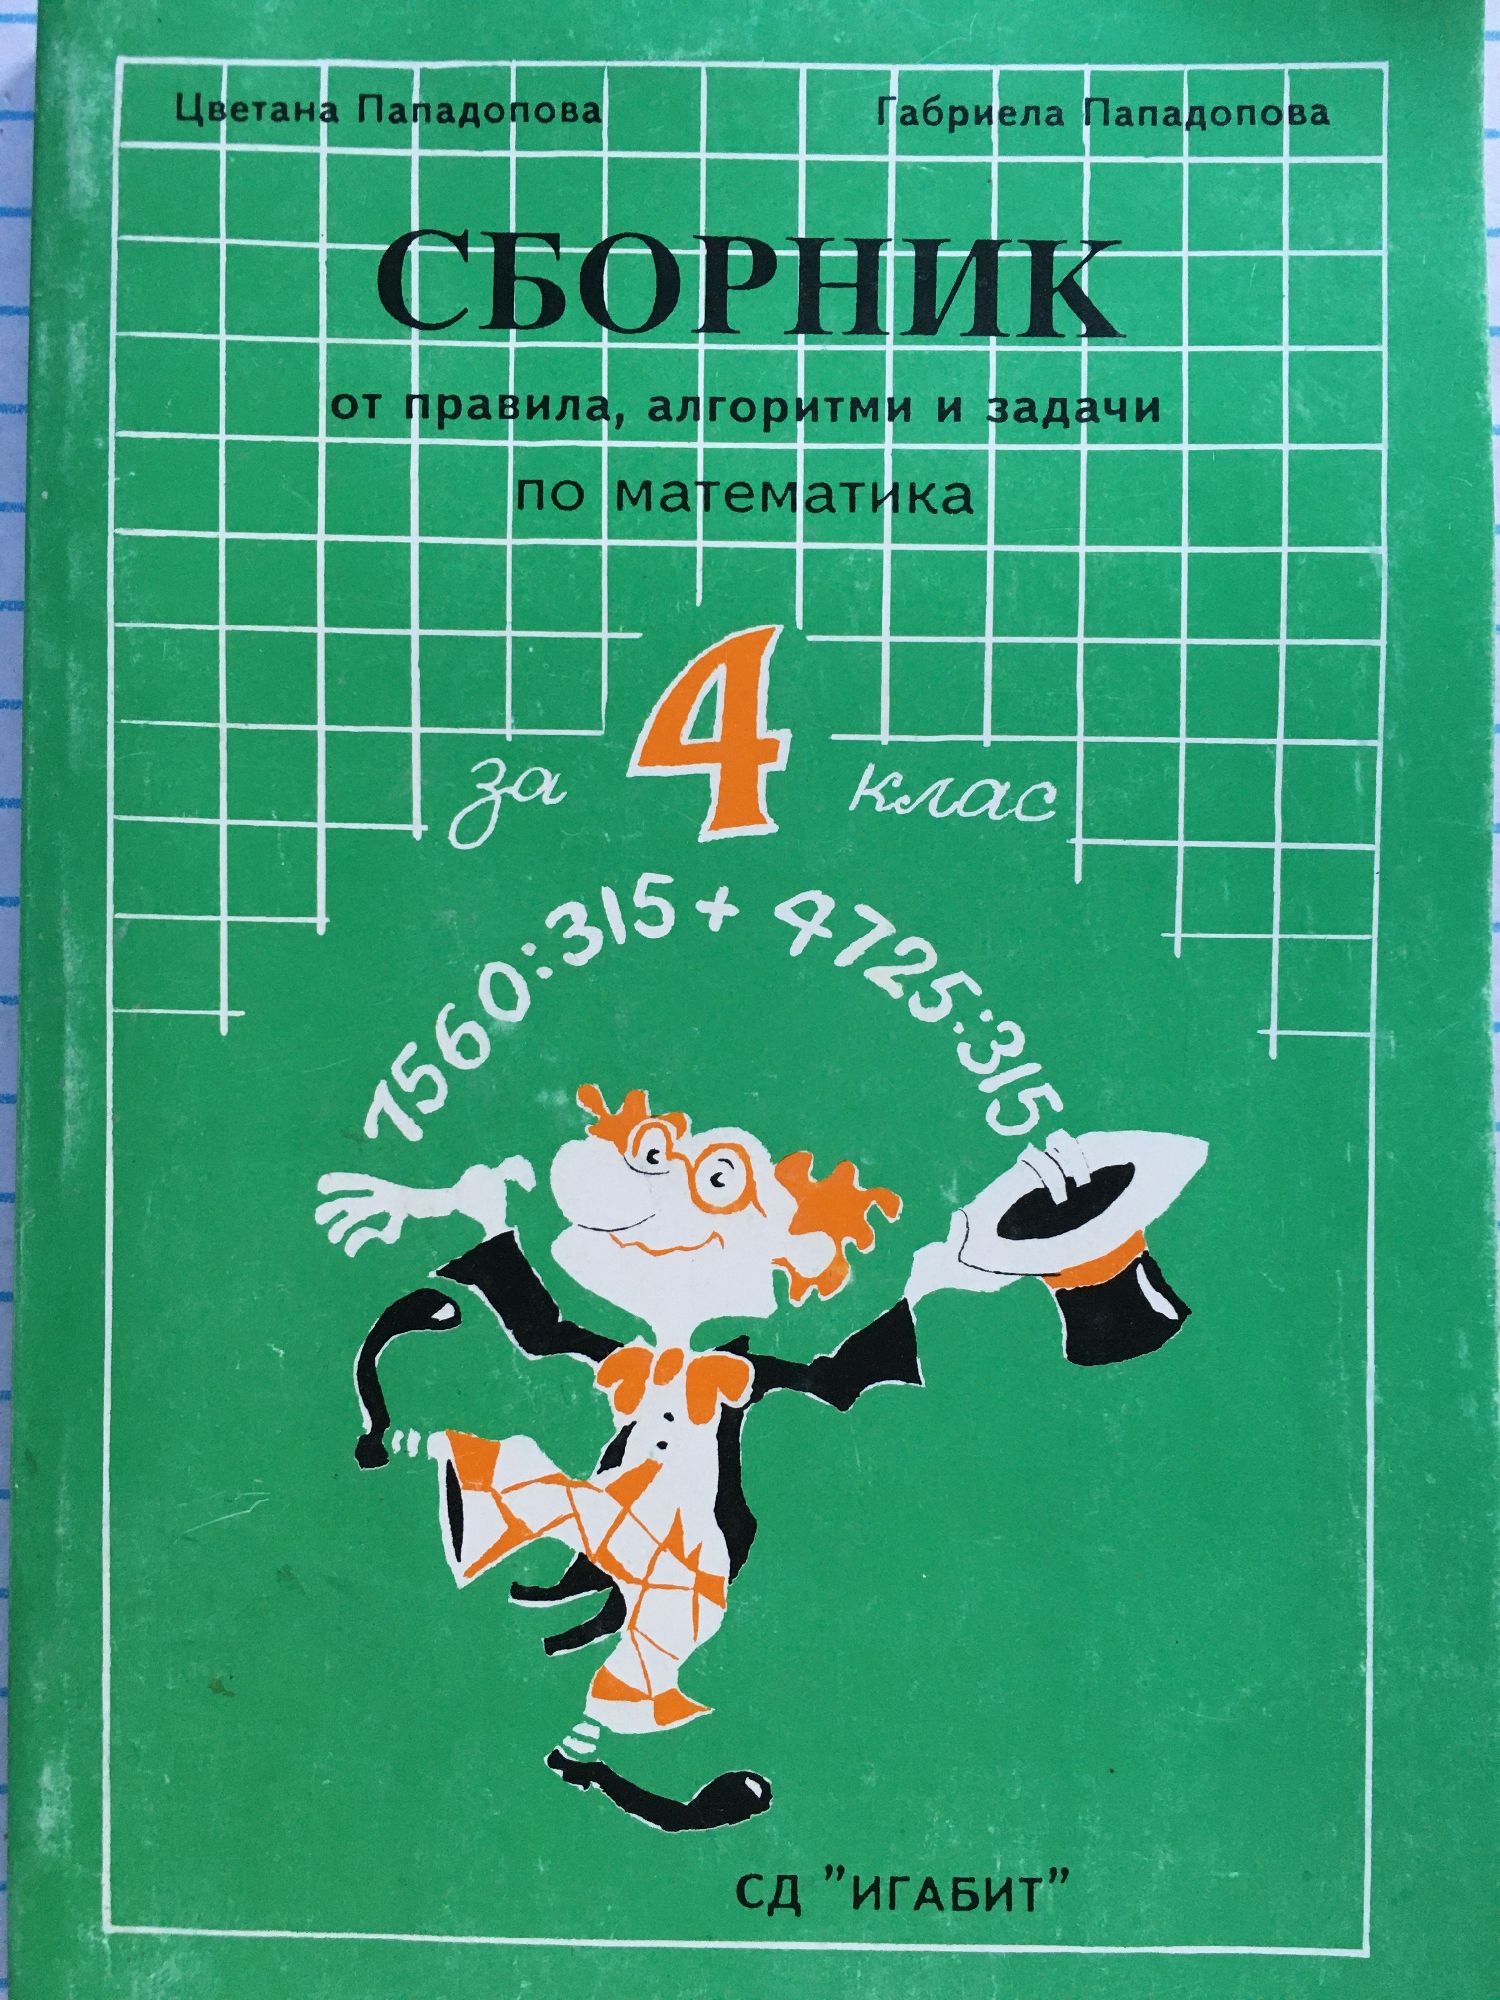 Цветана Пападопова
Габриела Пападопова
СБОРНИК
от правила, алгоритми и задачи
по математика
за 4 клас
7560:315 + 4725:315
СД "ИГАБИТ"